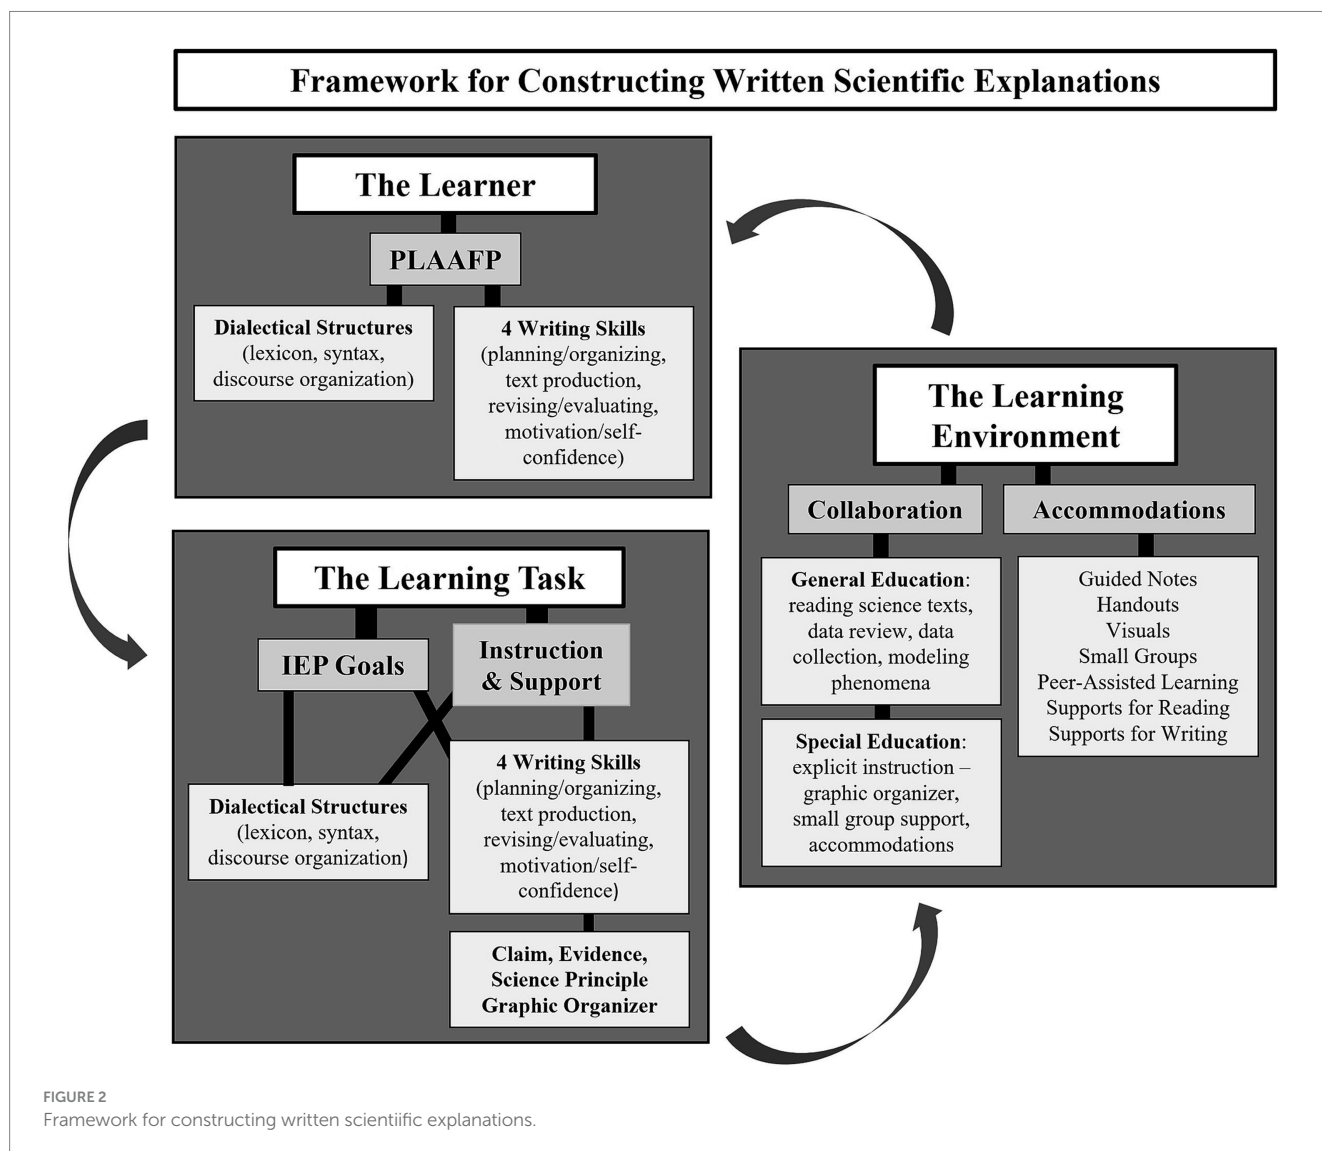 Framework for Constructing Written Scientific Explanations
The Learner
PLAAFP
Dialectical Structures
(lexicon, syntax,
discourse organization)
4 Writing Skills
(planning/organizing,
text production,
revising/evaluating,
motivation/self-
confidence)
The Learning Task
IEP Goals
Instruction
& Support
Dialectical Structures
(lexicon, syntax,
discourse organization)
4 Writing Skills
(planning/organizing,
text production,
revising/evaluating,
motivation/self-
confidence)
Claim, Evidence,
Science Principle
Graphic Organizer
The Learning
Environment
Collaboration
General Education:
reading science texts,
data review, data
collection, modeling
phenomena
Special Education:
explicit instruction –
graphic organizer,
small group support,
accommodations
Accommodations
Guided Notes
Handouts
Visuals
Small Groups
Peer-Assisted Learning
Supports for Reading
Supports for Writing
FIGURE 2
Framework for constructing written scientiific explanations.